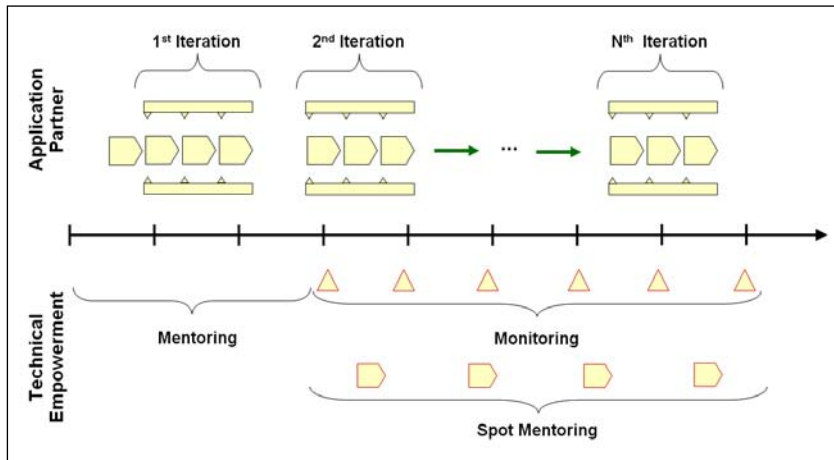 1st Iteration
2nd Iteration
Nth Iteration
Application
Partner
...
Mentoring
Monitoring
Technical
Empowerment
Spot Mentoring